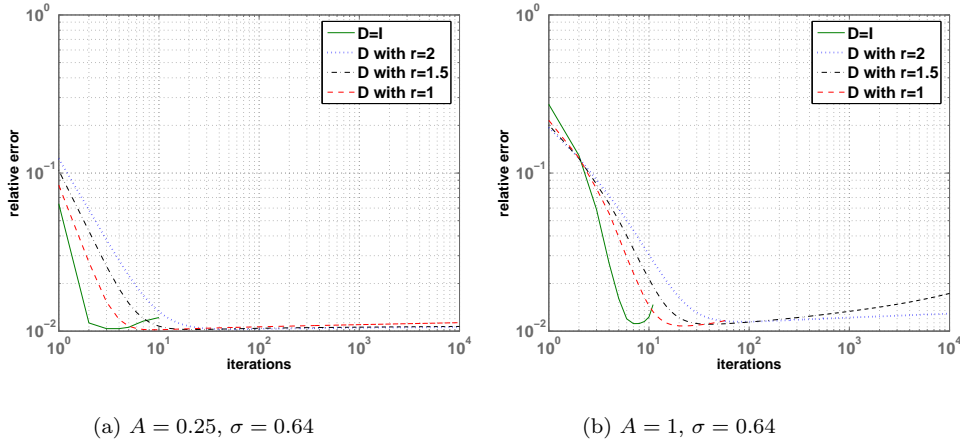 10^0
10^-1
10^-2
10^0 10^1 10^2 10^3 10^4
relative error
iterations
D=I
D with r=2
D with r=1.5
D with r=1
(a) A = 0.25, σ = 0.64
10^0
10^-1
10^-2
10^0 10^1 10^2 10^3 10^4
relative error
iterations
D=I
D with r=2
D with r=1.5
D with r=1
(b) A = 1, σ = 0.64